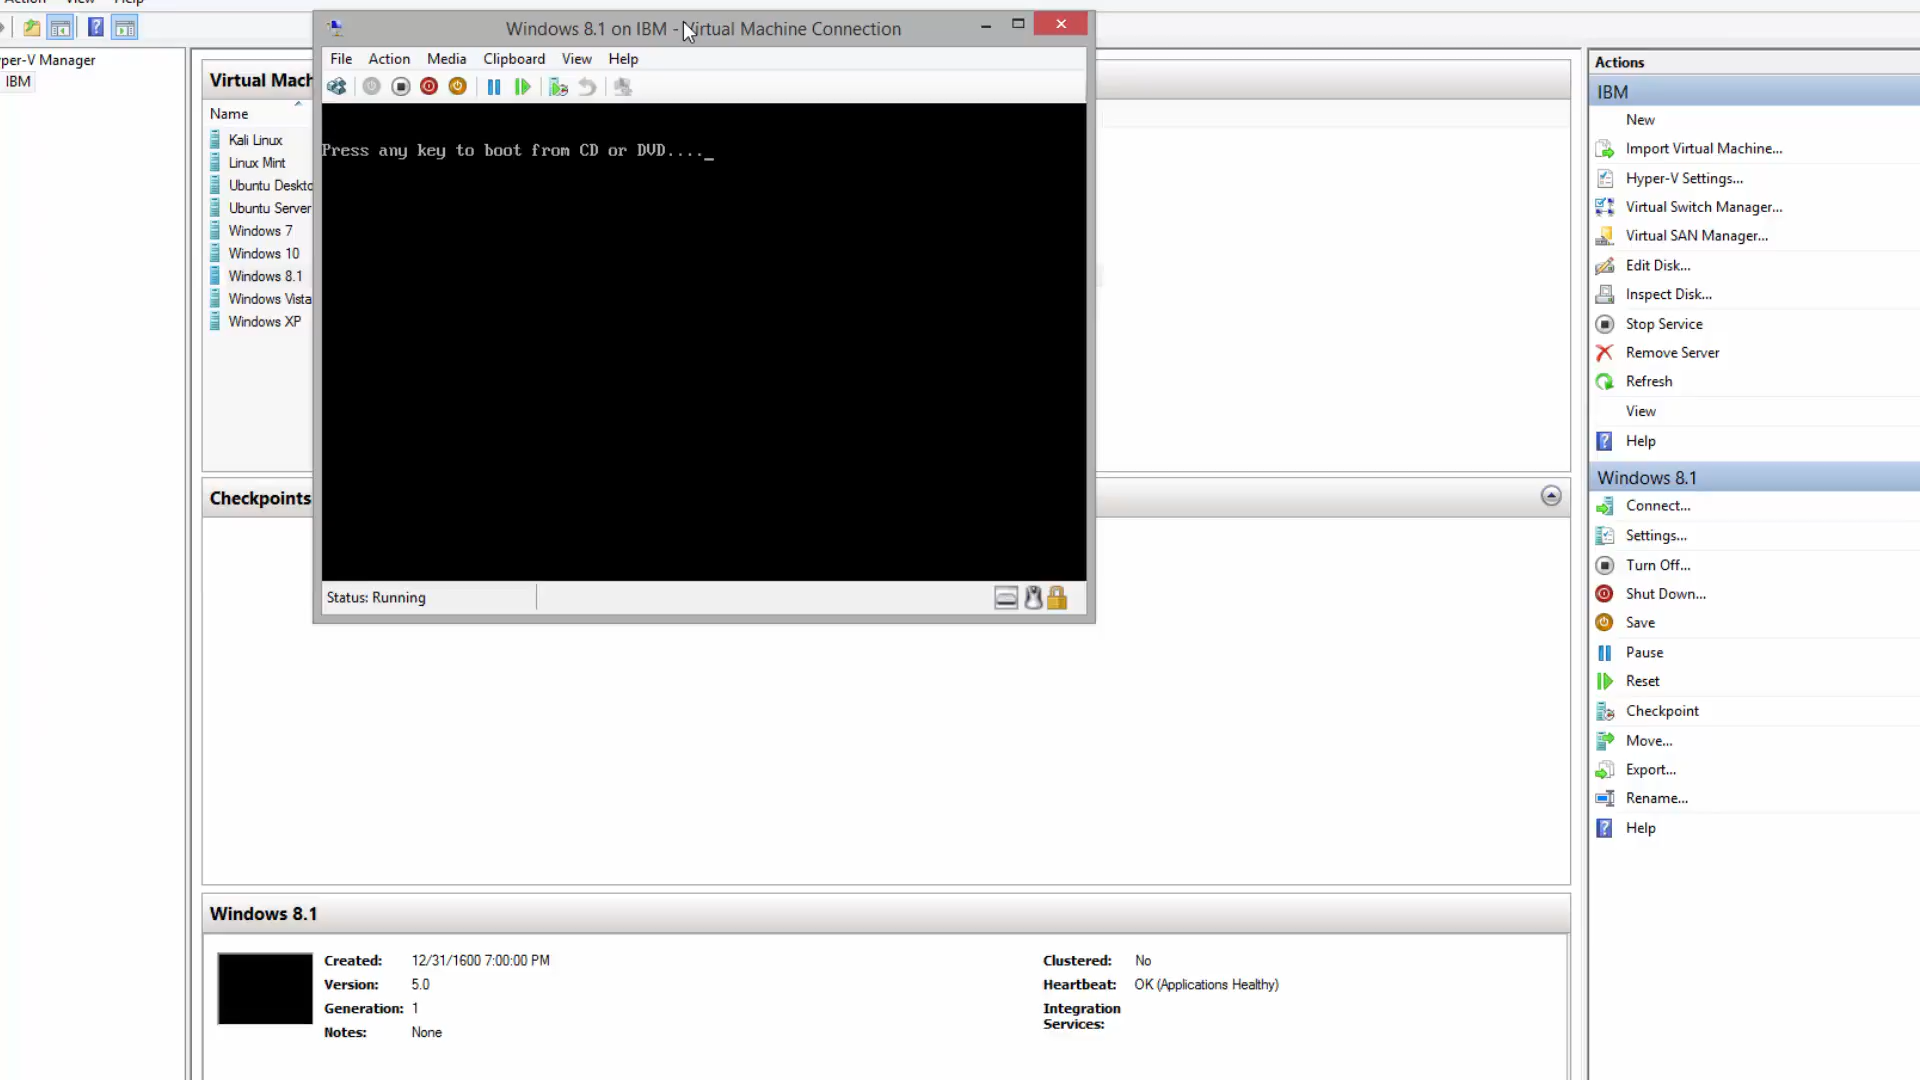 Action View Help
Hyper-V Manager
IBM
Virtual Mach
Name
Kali Linux
Linux Mint
Ubuntu Deskto
Ubuntu Server
Windows 7
Windows 10
Windows 8.1
Windows Vista
Windows XP
Windows 8.1 on IBM - Virtual Machine Connection
File Action Media Clipboard View Help
Press any key to boot from CD or DVD...._
Status: Running
Checkpoints
Windows 8.1
Created: 12/31/1600 7:00:00 PM
Version: 5.0
Generation: 1
Notes: None
Clustered: No
Heartbeat: OK (Applications Healthy)
Integration
Services:
Actions
IBM
New
Import Virtual Machine...
Hyper-V Settings...
Virtual Switch Manager...
Virtual SAN Manager...
Edit Disk...
Inspect Disk...
Stop Service
Remove Server
Refresh
View
Help
Windows 8.1
Connect...
Settings...
Turn Off...
Shut Down...
Save
Pause
Reset
Checkpoint
Move...
Export...
Rename...
Help